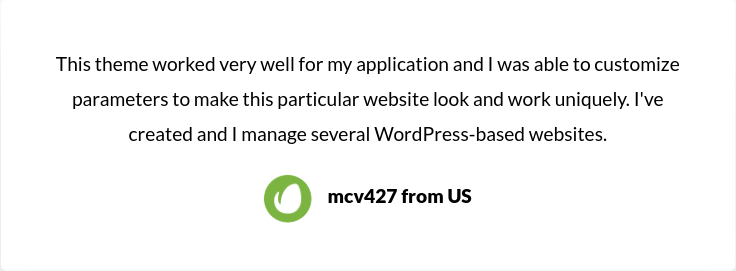 This theme worked very well for my application and I was able to customize
parameters to make this particular website look and work uniquely. I've
created and I manage several WordPress-based websites.
mcv427 from US